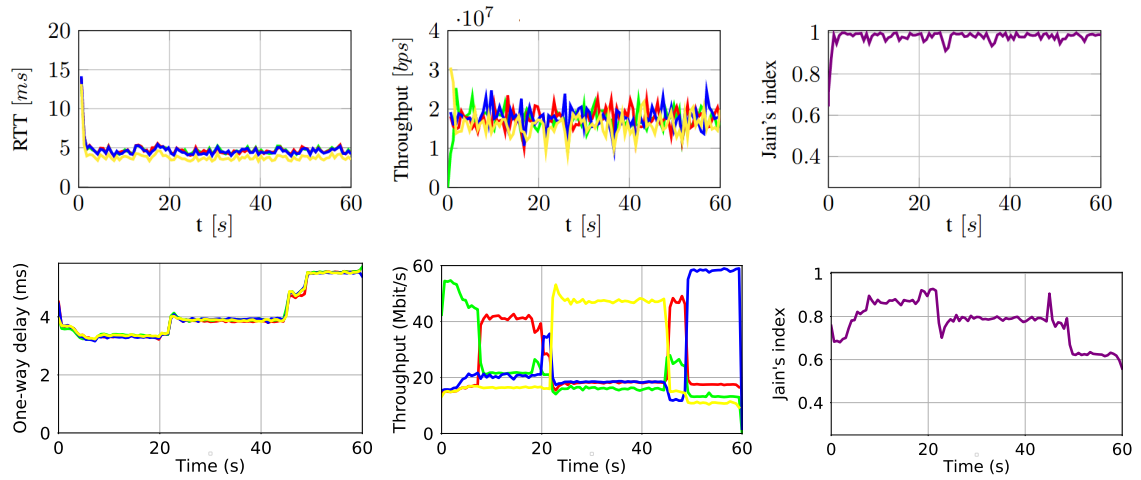 RTT [ms]
20
15
10
5
0
0 20 40 60
t [s]
Throughput [bps]
·10⁷
4
3
2
1
0
0 20 40 60
t [s]
Jain's index
1
0.8
0.6
0.4
0 20 40 60
t [s]
One-way delay (ms)
4
2
0
0 20 40 60
Time (s)
Throughput (Mbit/s)
60
40
20
0
0 20 40 60
Time (s)
Jain's index
1
0.8
0.6
0.4
0 20 40 60
Time (s)